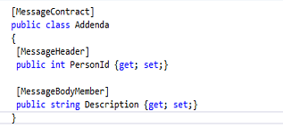 [MessageContract]
public class Addenda
{
[MessageHeader]
public int PersonId {get; set;}
[MessageBodyMember]
public string Description {get; set;}
}